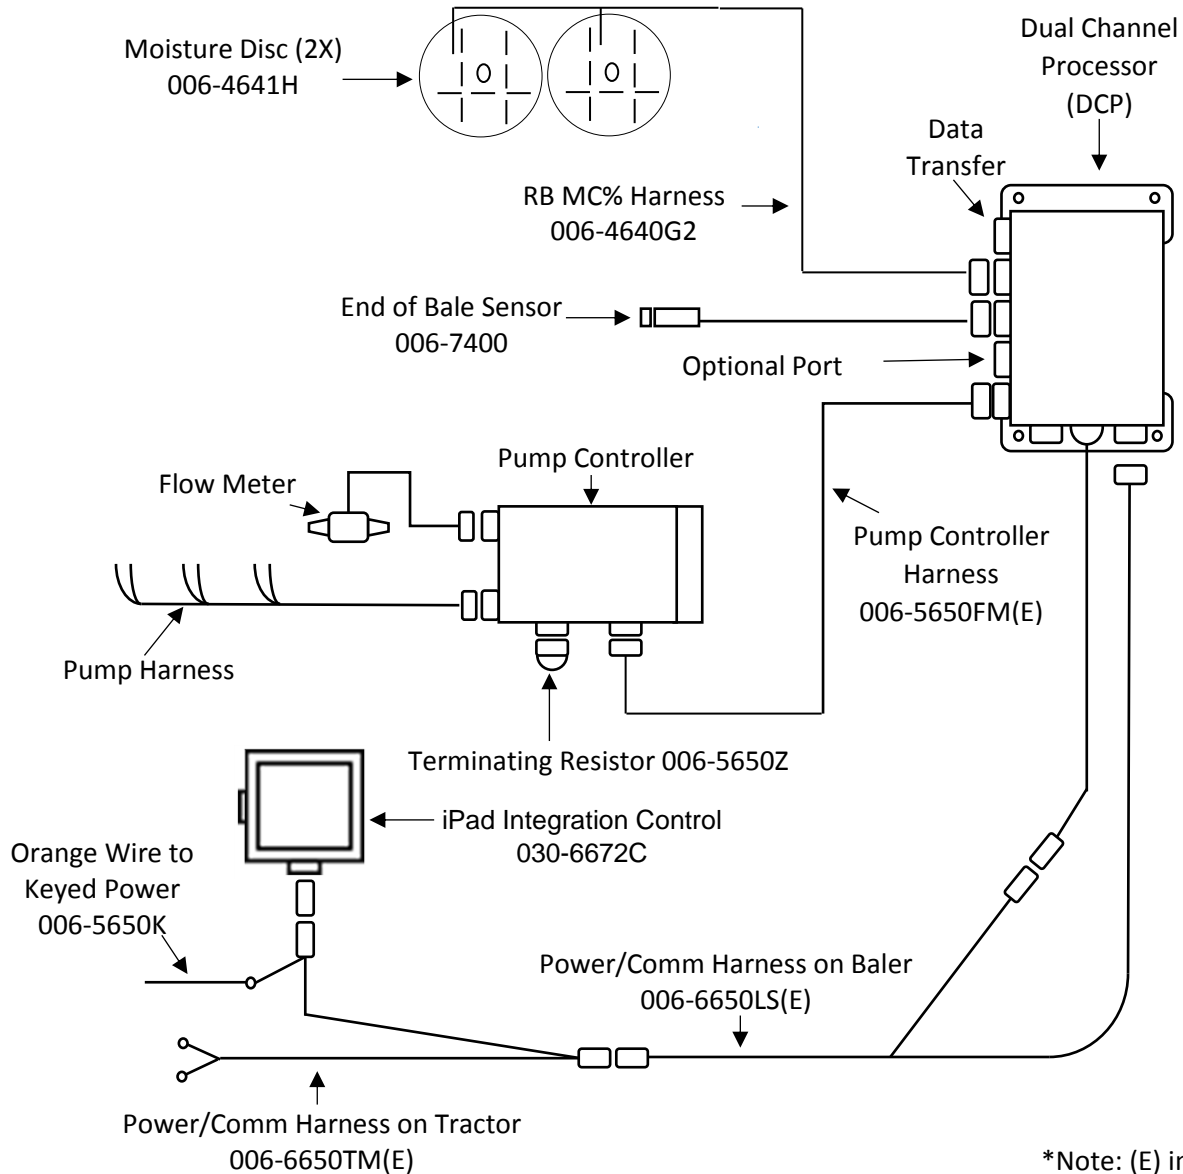 Moisture Disc (2X)
006-4641H
Dual Channel
Processor
(DCP)
Data
Transfer
RB MC% Harness
006-4640G2
End of Bale Sensor
006-7400
Optional Port
Pump Controller
Flow Meter
Pump Controller
Harness
006-5650FM(E)
Pump Harness
Terminating Resistor 006-5650Z
iPad Integration Control
030-6672C
Orange Wire to
Keyed Power
006-5650K
Power/Comm Harness on Baler
006-6650LS(E)
Power/Comm Harness on Tractor
006-6650TM(E)
*Note: (E) in